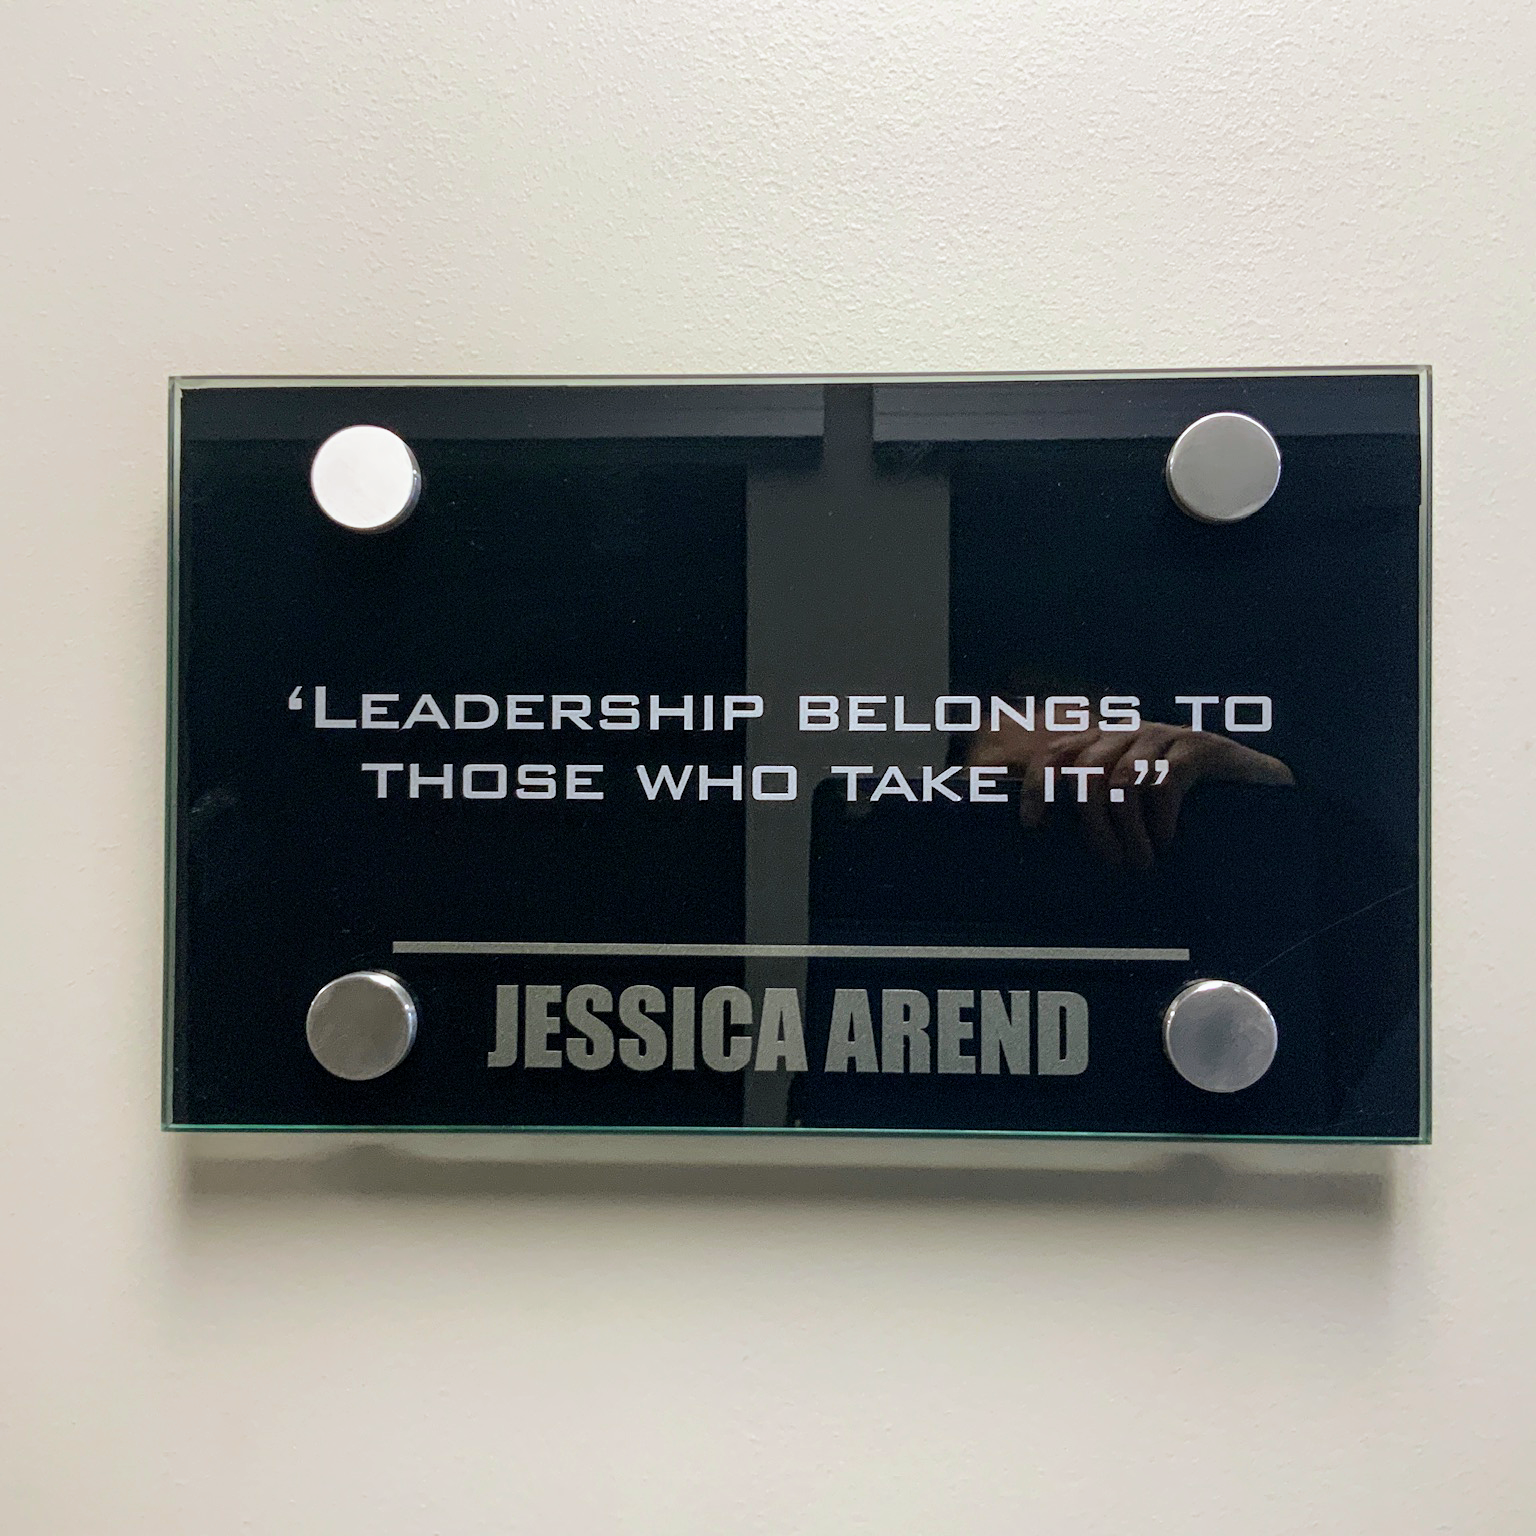 ‘LEADERSHIP BELONGS TO
THOSE WHO TAKE IT.”
JESSICA AREND